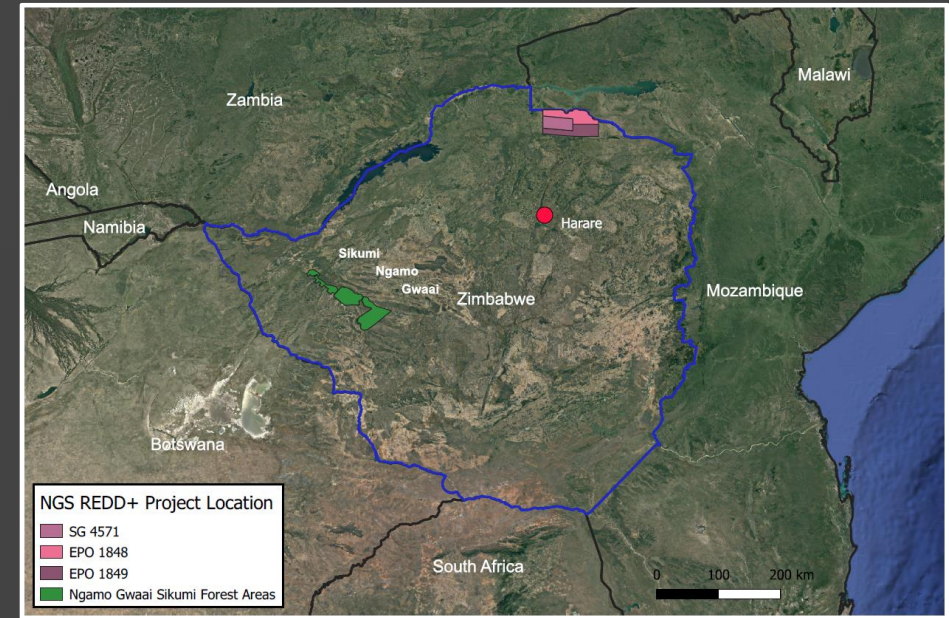 Malawi
Zambia
Angola
Namibia
Harare
Sikumi
Ngamo
Gwaai
Zimbabwe
Mozambique
Botswana
South Africa
NGS REDD+ Project Location
SG 4571
EPO 1848
EPO 1849
Ngamo Gwaai Sikumi Forest Areas
0 100 200 km